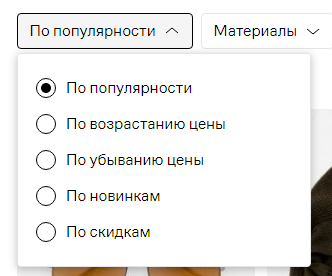 По популярности Материалы
По популярности
По возрастанию цены
По убыванию цены
По новинкам
По скидкам